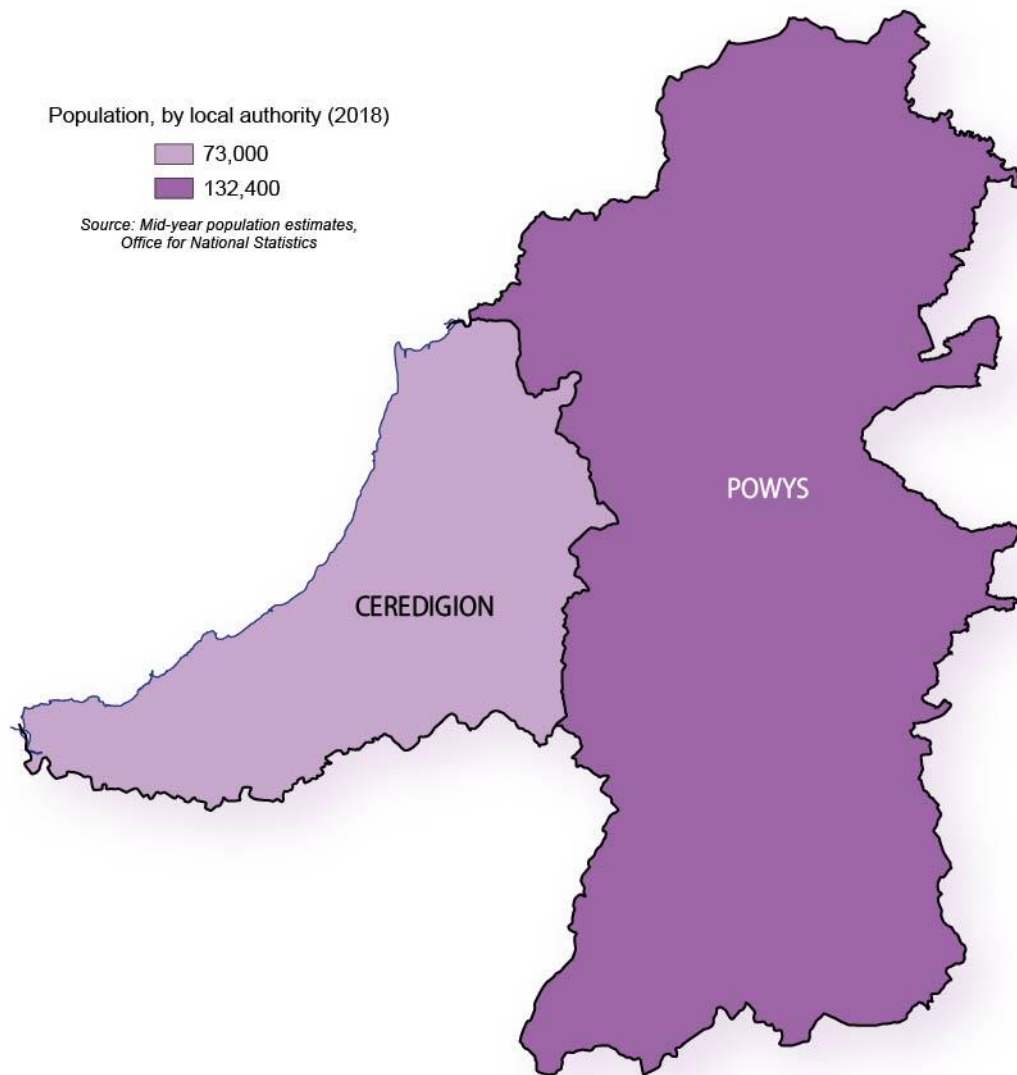 Population, by local authority (2018)
73,000
132,400
Source: Mid-year population estimates,
Office for National Statistics
POWYS
CEREDIGION